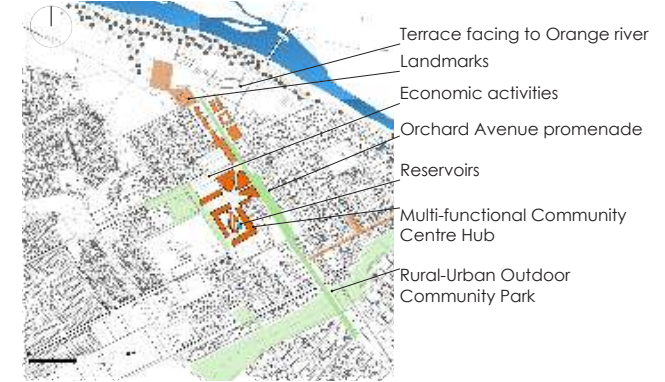 Terrace facing to Orange river
Landmarks
Economic activities
Orchard Avenue promenade
Reservoirs
Multi-functional Community
Centre Hub
Rural-Urban Outdoor
Community Park